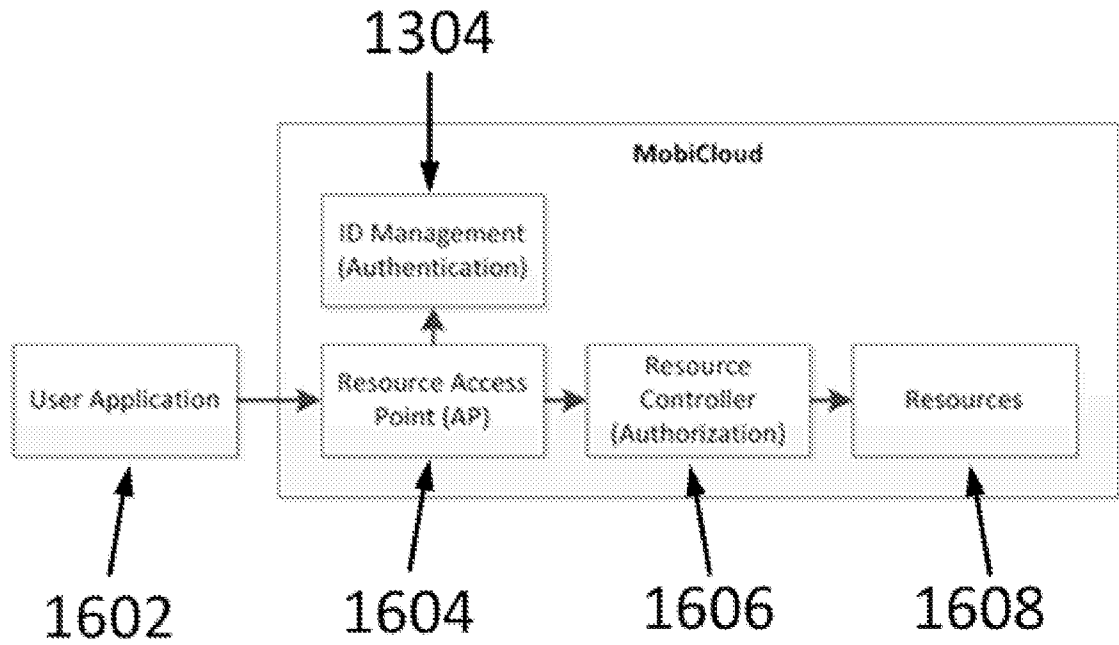 1304
MobiCloud
ID Management
(Authentication)
User Application
Resource Access
Point (AP)
Resource
Controller
(Authorization)
Resources
1602
1604
1606
1608